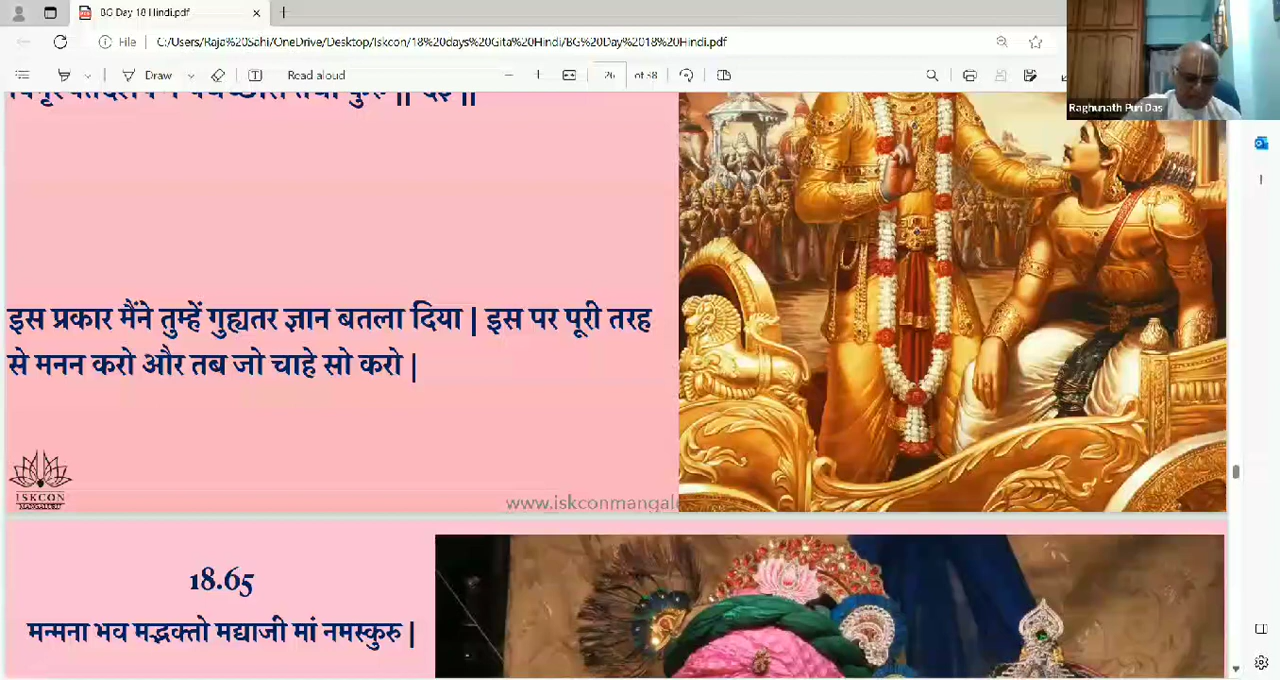 BG Day 18 Hindi.pdf
File
C:/Users/Raja%20Sahi/OneDrive/Desktop/Iskcon/18%20days%20Gita%20Hindi/BG%20Day%2018%20Hindi.pdf
Draw
Read aloud
26
of 38
Raghunath Puri Das
इस प्रकार मैंने तुम्हें गुह्यतर ज्ञान बतला दिया | इस पर पूरी तरह
से मनन करो और तब जो चाहे सो करो |
ISKCON
www.iskconmangal
18.65
मन्मना भव मद्भक्तो मद्याजी मां नमस्कुरु |